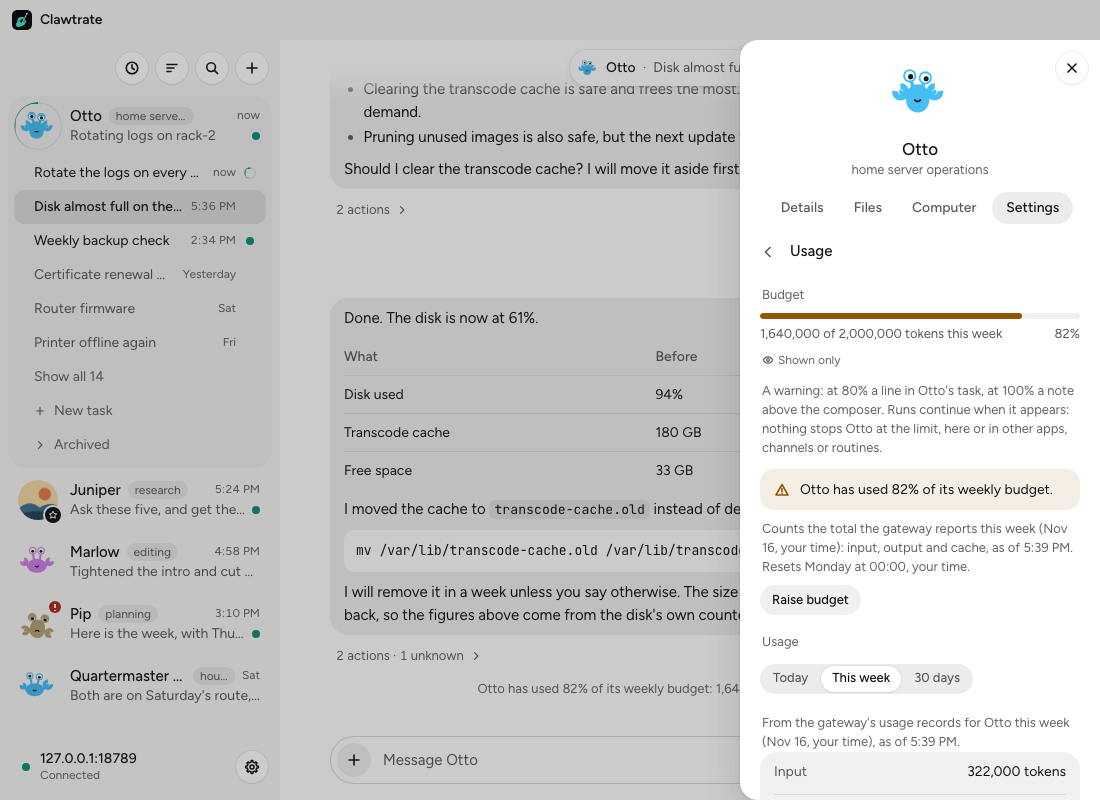 Clawtrate
Otto home serve... now
Rotating logs on rack-2
Rotate the logs on every ... now
Disk almost full on the... 5:36 PM
Weekly backup check 2:34 PM
Certificate renewal ... Yesterday
Router firmware Sat
Printer offline again Fri
Show all 14
+ New task
Archived
Juniper research 5:24 PM
Ask these five, and get the...
Marlow editing 4:58 PM
Tightened the intro and cut ...
Pip planning 3:10 PM
Here is the week, with Thu...
Quartermaster ... hou... Sat
Both are on Saturday's route,...
127.0.0.1:18789
Connected
Otto · Disk almost fu
• Clearing the transcode cache is safe and frees the most.
demand.
• Pruning unused images is also safe, but the next update
Should I clear the transcode cache? I will move it aside first
2 actions
Done. The disk is now at 61%.
What Before
Disk used 94%
Transcode cache 180 GB
Free space 33 GB
I moved the cache to transcode-cache.old instead of de
mv /var/lib/transcode-cache.old /var/lib/transcod
I will remove it in a week unless you say otherwise. The size
back, so the figures above come from the disk's own counte
2 actions · 1 unknown
Otto has used 82% of its weekly budget: 1,64
Message Otto
Otto
home server operations
Details Files Computer Settings
Usage
Budget
1,640,000 of 2,000,000 tokens this week 82%
Shown only
A warning: at 80% a line in Otto's task, at 100% a note
above the composer. Runs continue when it appears:
nothing stops Otto at the limit, here or in other apps,
channels or routines.
Otto has used 82% of its weekly budget.
Counts the total the gateway reports this week (Nov
16, your time): input, output and cache, as of 5:39 PM.
Resets Monday at 00:00, your time.
Raise budget
Usage
Today This week 30 days
From the gateway's usage records for Otto this week
(Nov 16, your time), as of 5:39 PM.
Input 322,000 tokens